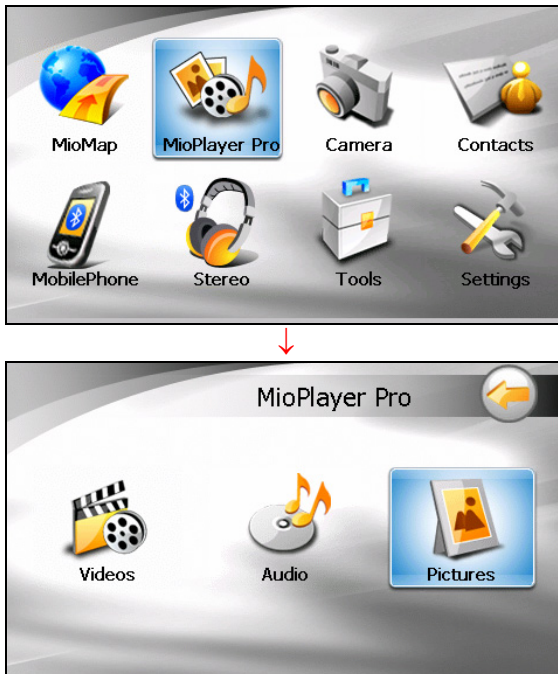 MioMap MioPlayer Pro Camera Contacts
MobilePhone Stereo Tools Settings
↓
MioPlayer Pro
Videos Audio Pictures